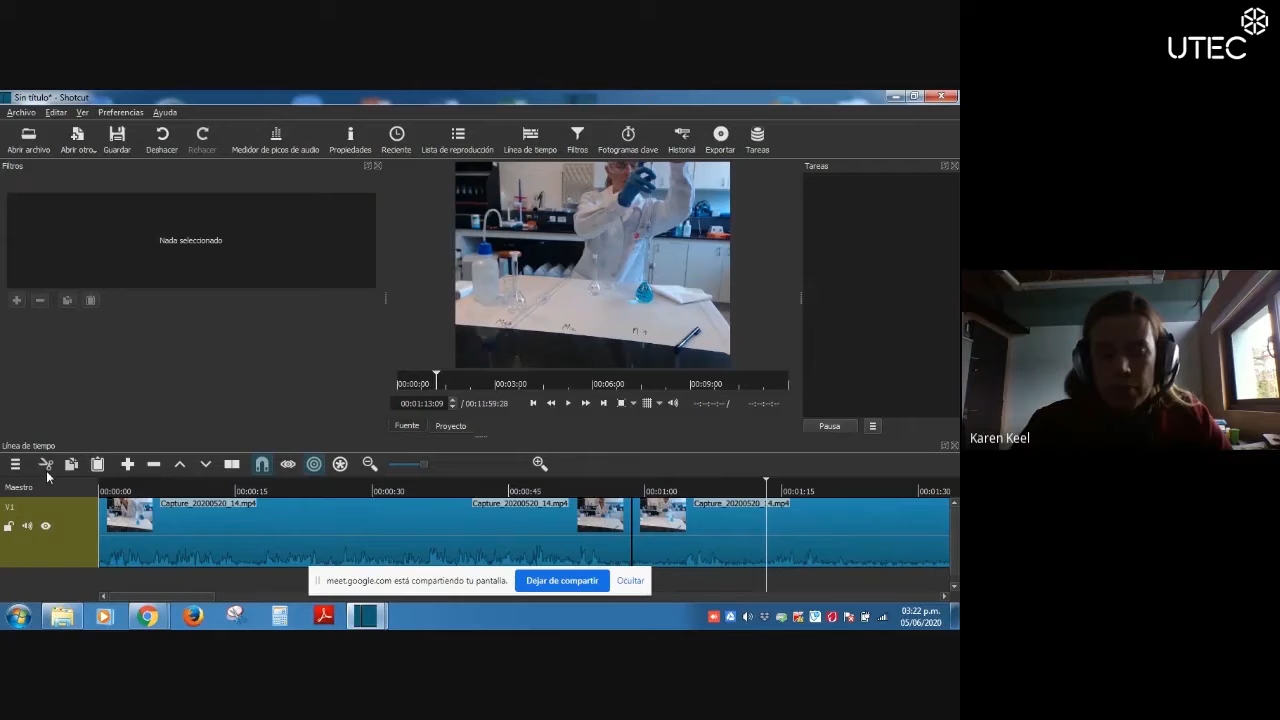 UTEC
Sin título* - Shotcut
Archivo Editar Ver Preferencias Ayuda
Abrir archivo Abrir otro... Guardar Deshacer Rehacer Medidor de picos de audio Propiedades Reciente Lista de reproducción Línea de tiempo Filtros Fotogramas clave Historial Exportar Tareas
Filtros
Tareas
Nada seleccionado
00:00:00 00:03:00 00:06:00 00:09:00
00:01:13:09 / 00:11:59:28 --:--:--:-- / --:--:--:--
Fuente Proyecto
Pausa
Karen Keel
Línea de tiempo
Maestro
00:00:00 00:00:15 00:00:30 00:00:45 00:01:00 00:01:15 00:01:30
V1
Capture_20200520_14.mp4 Capture_20200520_14.mp4 Capture_20200520_14.mp4
meet.google.com está compartiendo tu pantalla. Dejar de compartir Ocultar
03:22 p.m.
05/06/2020